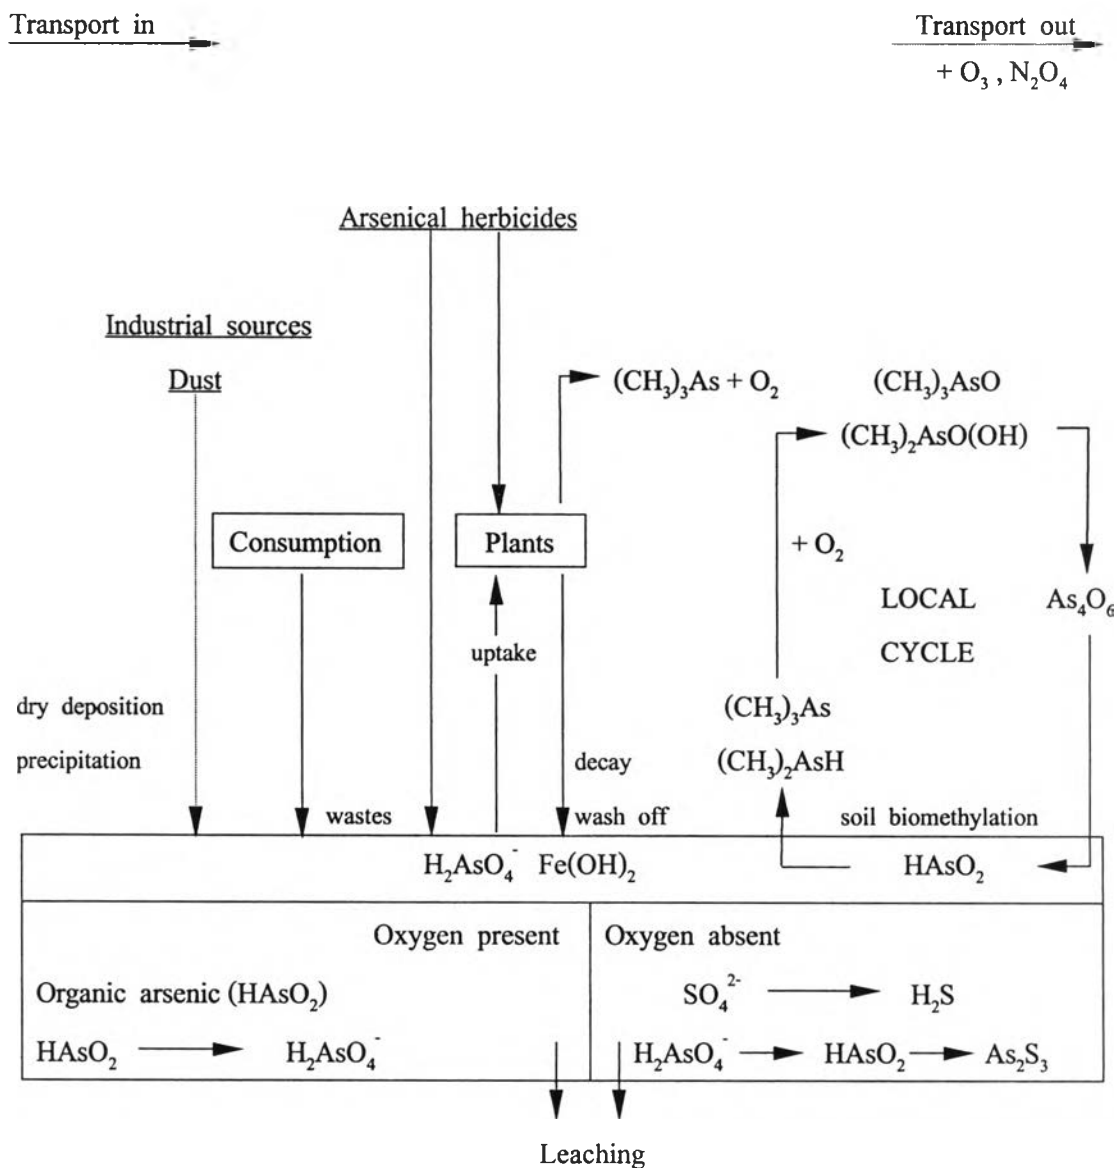 Transport in
Transport out
+ O₃ , N₂O₄
Arsenical herbicides
Industrial sources
Dust
(CH₃)₃As + O₂
(CH₃)₃AsO
(CH₃)₂AsO(OH)
Consumption
Plants
+ O₂
LOCAL
CYCLE
As₄O₆
uptake
dry deposition
precipitation
(CH₃)₃As
(CH₃)₂AsH
decay
wastes
wash off
soil biomethylation
H₂AsO₄⁻ Fe(OH)₂
HAsO₂
Oxygen present
Oxygen absent
Organic arsenic (HAsO₂)
SO₄²⁻
H₂S
HAsO₂
H₂AsO₄⁻
H₂AsO₄⁻
HAsO₂
As₂S₃
Leaching